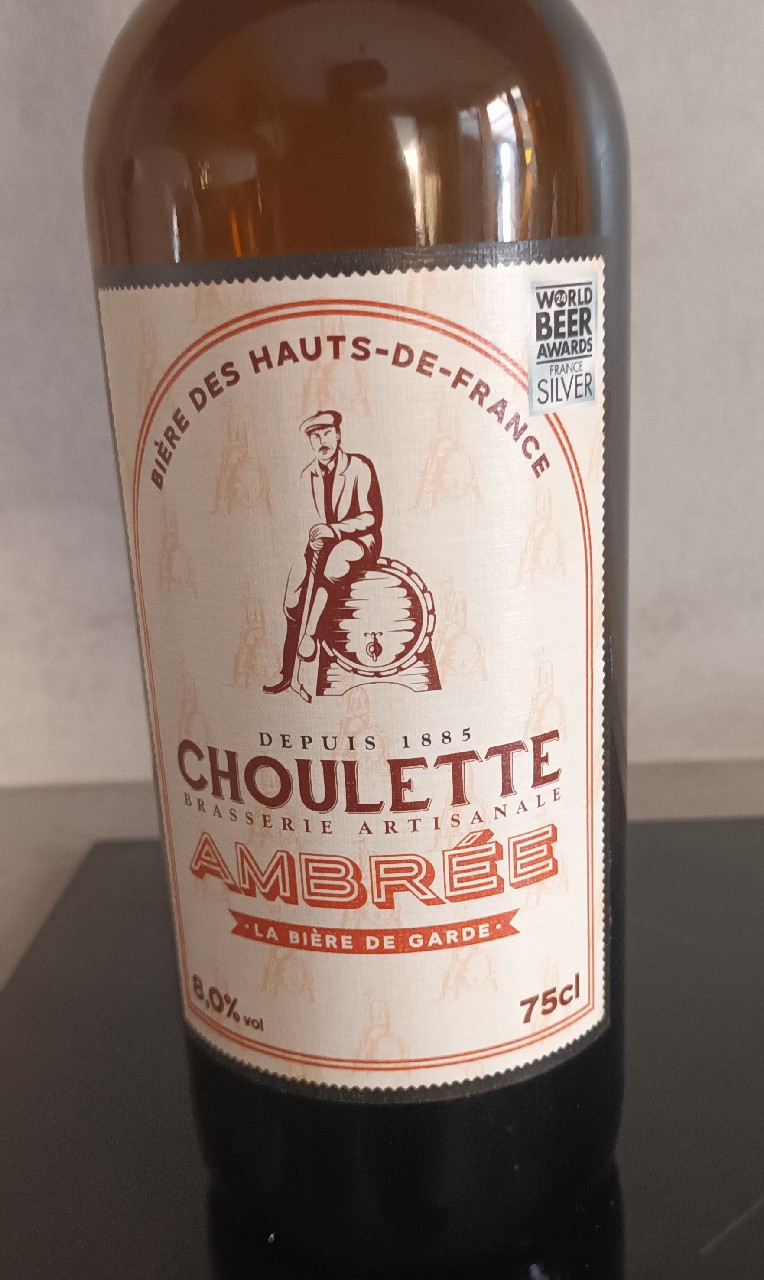 BIÈRE DES HAUTS-DE-FRANCE
WORLD
BEER
AWARDS
FRANCE
SILVER
DEPUIS 1885
CHOULETTE
BRASSERIE ARTISANALE
AMBRÉE
·LA BIÈRE DE GARDE·
8,0% vol
75cl